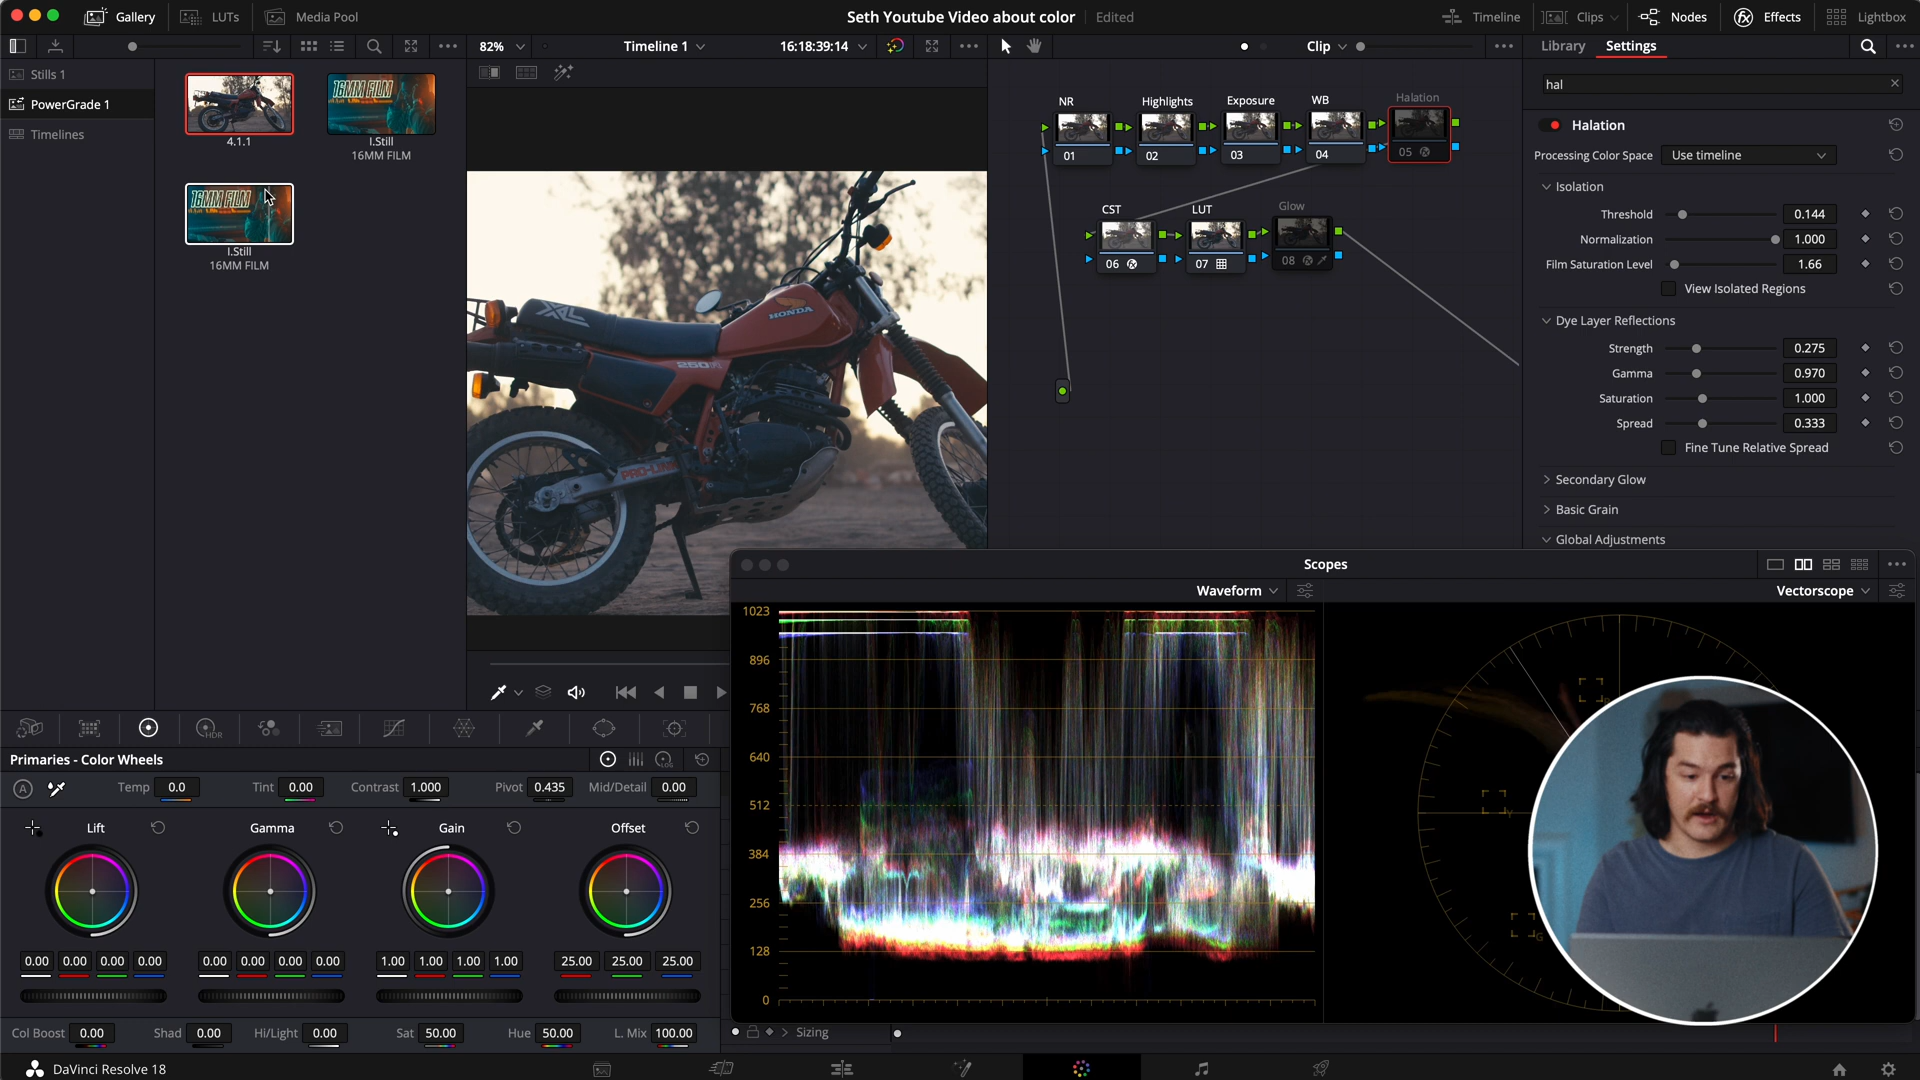 Gallery
LUTs
Media Pool
Seth Youtube Video about color
Edited
Timeline
Clips
Nodes
Effects
Lightbox
82%
Timeline 1
16:18:39:14
Clip
Library
Settings
Stills 1
PowerGrade 1
Timelines
4.1.1
16MM FILM
I.Still
16MM FILM
16MM FILM
I.Still
16MM FILM
XL
HONDA
250R
PRO-LINK
NR
Highlights
Exposure
WB
Halation
01
02
03
04
05
CST
LUT
Glow
06
07
08
hal
Halation
Processing Color Space
Use timeline
Isolation
Threshold 0.144
Normalization 1.000
Film Saturation Level 1.66
View Isolated Regions
Dye Layer Reflections
Strength 0.275
Gamma 0.970
Saturation 1.000
Spread 0.333
Fine Tune Relative Spread
Secondary Glow
Basic Grain
Global Adjustments
Scopes
Waveform
Vectorscope
1023
896
768
640
512
384
256
128
0
HDR
Primaries - Color Wheels
LOG
A
Temp 0.0
Tint 0.00
Contrast 1.000
Pivot 0.435
Mid/Detail 0.00
Lift
Gamma
Gain
Offset
0.00 0.00 0.00 0.00
0.00 0.00 0.00 0.00
1.00 1.00 1.00 1.00
25.00 25.00 25.00
Col Boost 0.00
Shad 0.00
Hi/Light 0.00
Sat 50.00
Hue 50.00
L. Mix 100.00
Sizing
DaVinci Resolve 18